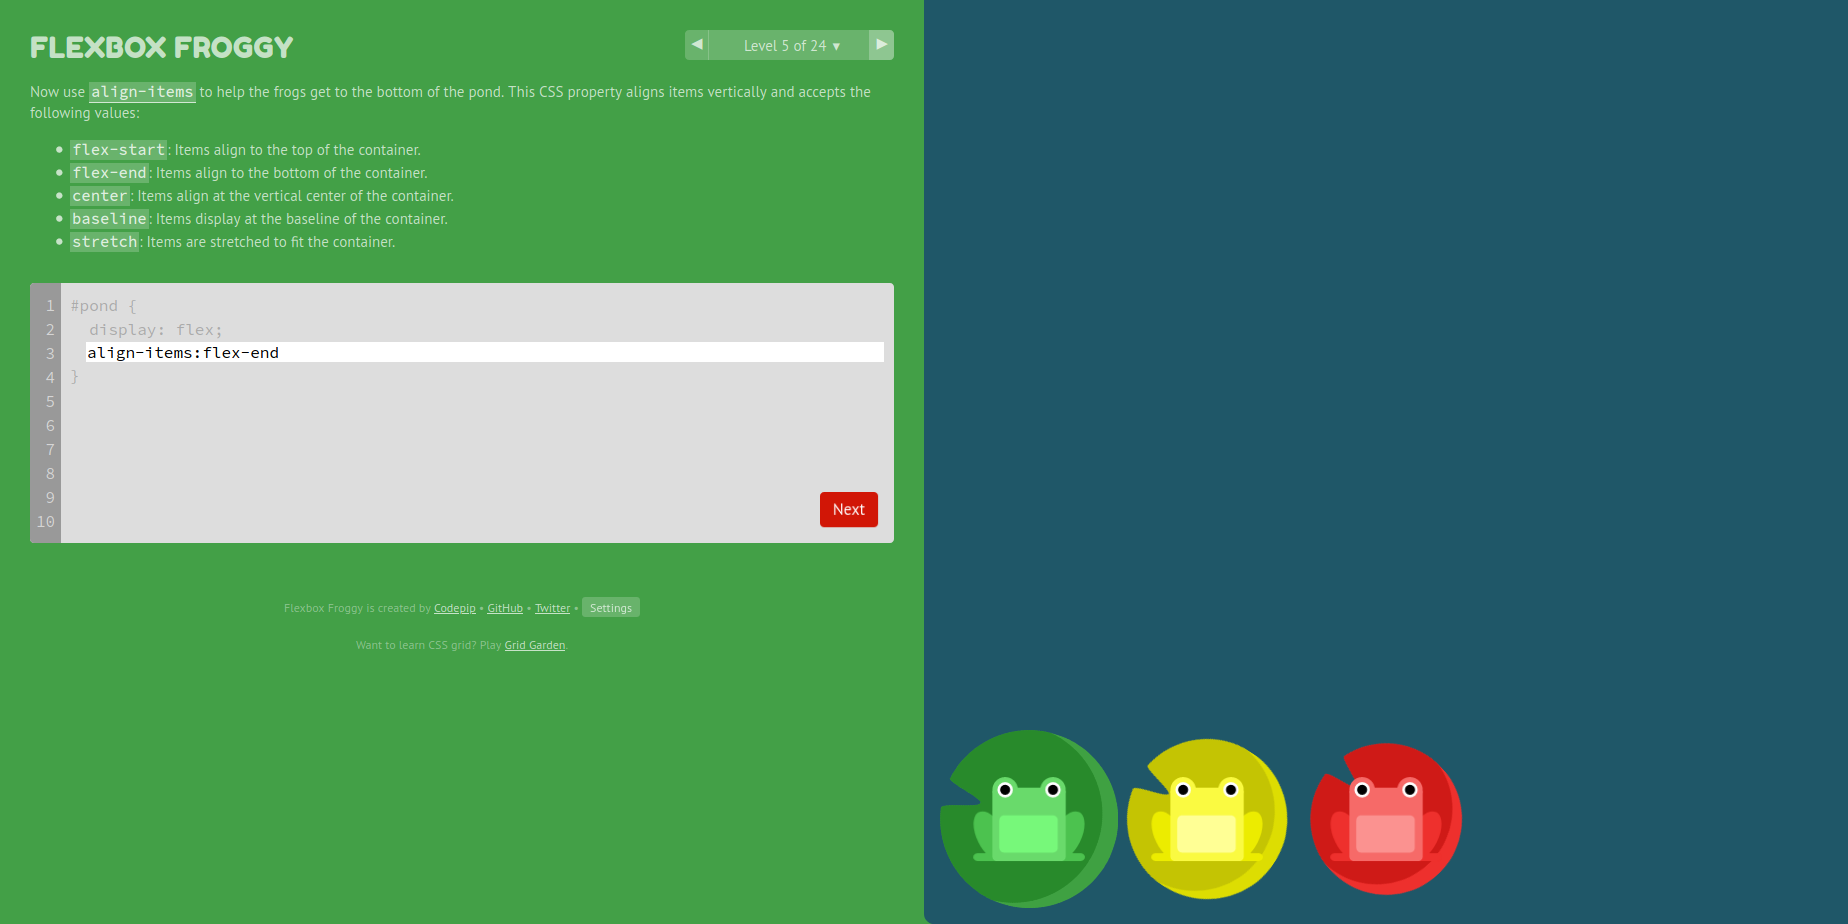 FLEXBOX FROGGY
◀ Level 5 of 24 ▼ ▶
Now use align-items to help the frogs get to the bottom of the pond. This CSS property aligns items vertically and accepts the
following values:
• flex-start: Items align to the top of the container.
• flex-end: Items align to the bottom of the container.
• center: Items align at the vertical center of the container.
• baseline: Items display at the baseline of the container.
• stretch: Items are stretched to fit the container.
1 #pond {
2 display: flex;
3 align-items:flex-end
4 }
5
6
7
8
9
10
Next
Flexbox Froggy is created by Codepip • GitHub • Twitter • Settings
Want to learn CSS grid? Play Grid Garden.